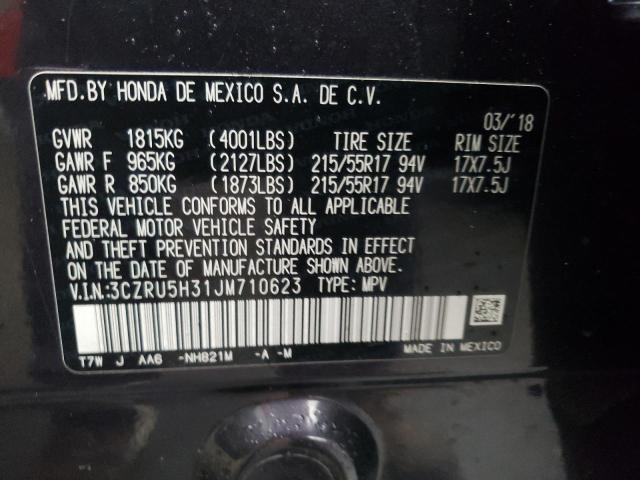 MFD.BY HONDA DE MEXICO S.A. DE C.V.
03/'18
GVWR 1815KG (4001LBS) TIRE SIZE RIM SIZE
GAWR F 965KG (2127LBS) 215/55R17 94V 17X7.5J
GAWR R 850KG (1873LBS) 215/55R17 94V 17X7.5J
THIS VEHICLE CONFORMS TO ALL APPLICABLE
FEDERAL MOTOR VEHICLE SAFETY
AND THEFT PREVENTION STANDARDS IN EFFECT
ON THE DATE OF MANUFACTURE SHOWN ABOVE.
V.I.N:3CZRU5H31JM710623 TYPE: MPV
T7W J AA6 -NH821M -A -M
MADE IN MEXICO